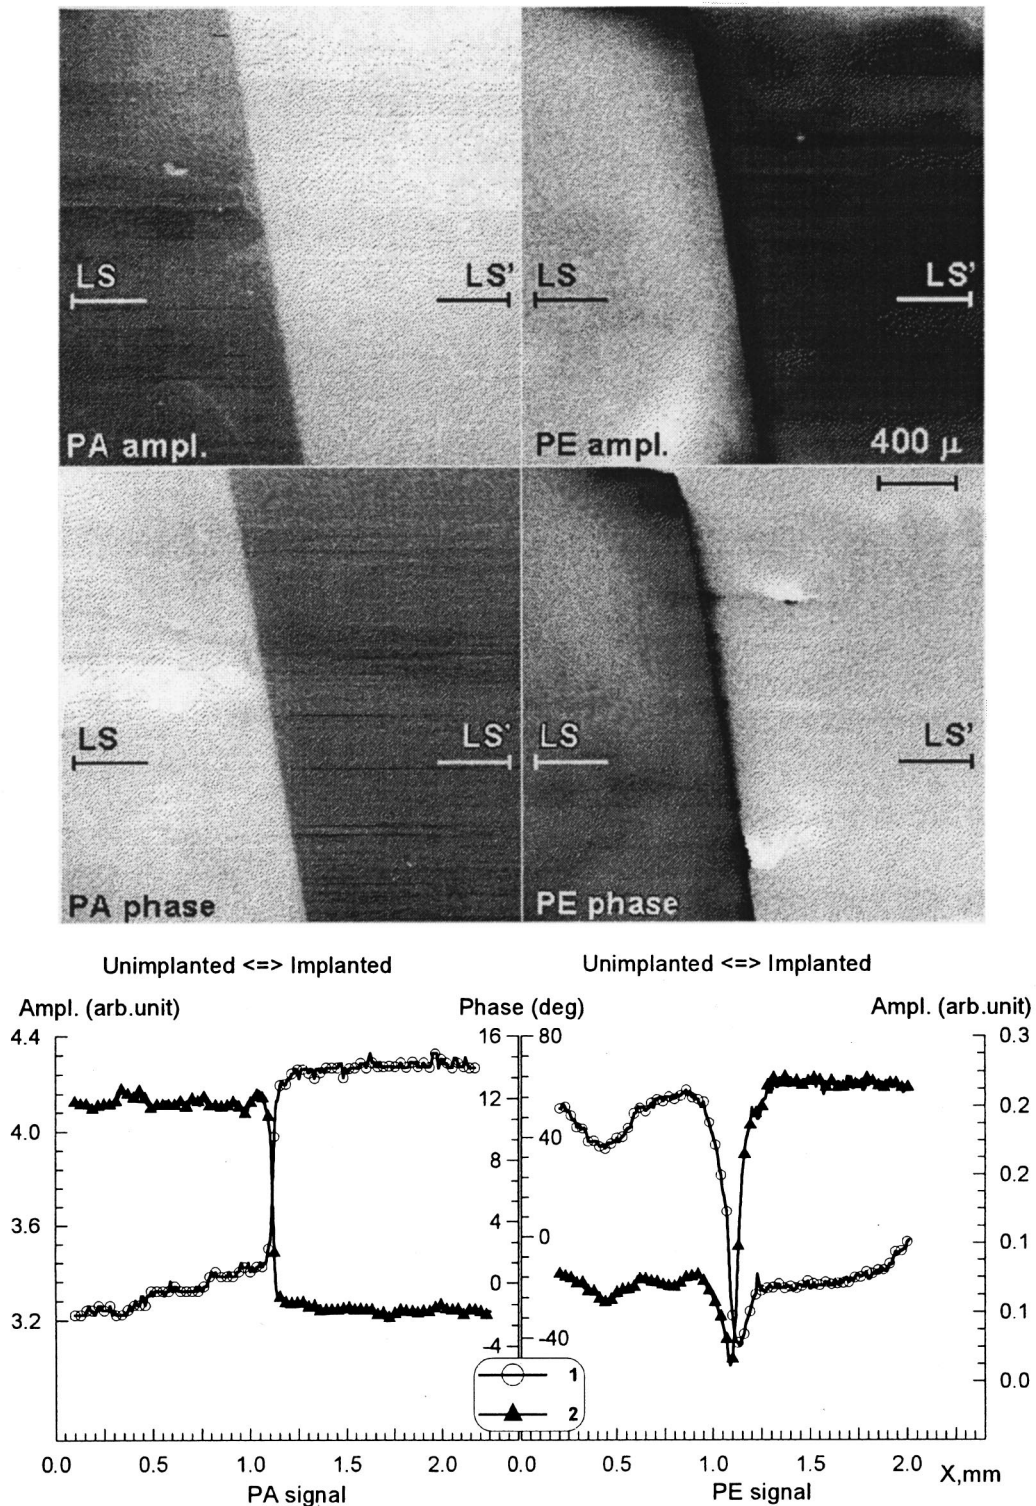 LS LS' LS LS'
PA ampl. PE ampl. 400 µ
LS LS' LS LS'
PA phase PE phase
Unimplanted <=> Implanted Unimplanted <=> Implanted
Ampl. (arb.unit) Phase (deg) Ampl. (arb.unit)
4.4 16 80 0.3
12 0.2
4.0 40
8 0.2
3.6 4 0 0.1
0 0.1
3.2
-4 -40
1 0.0
2
0.0 0.5 1.0 1.5 2.0 0.0 0.5 1.0 1.5 2.0 X,mm
PA signal PE signal